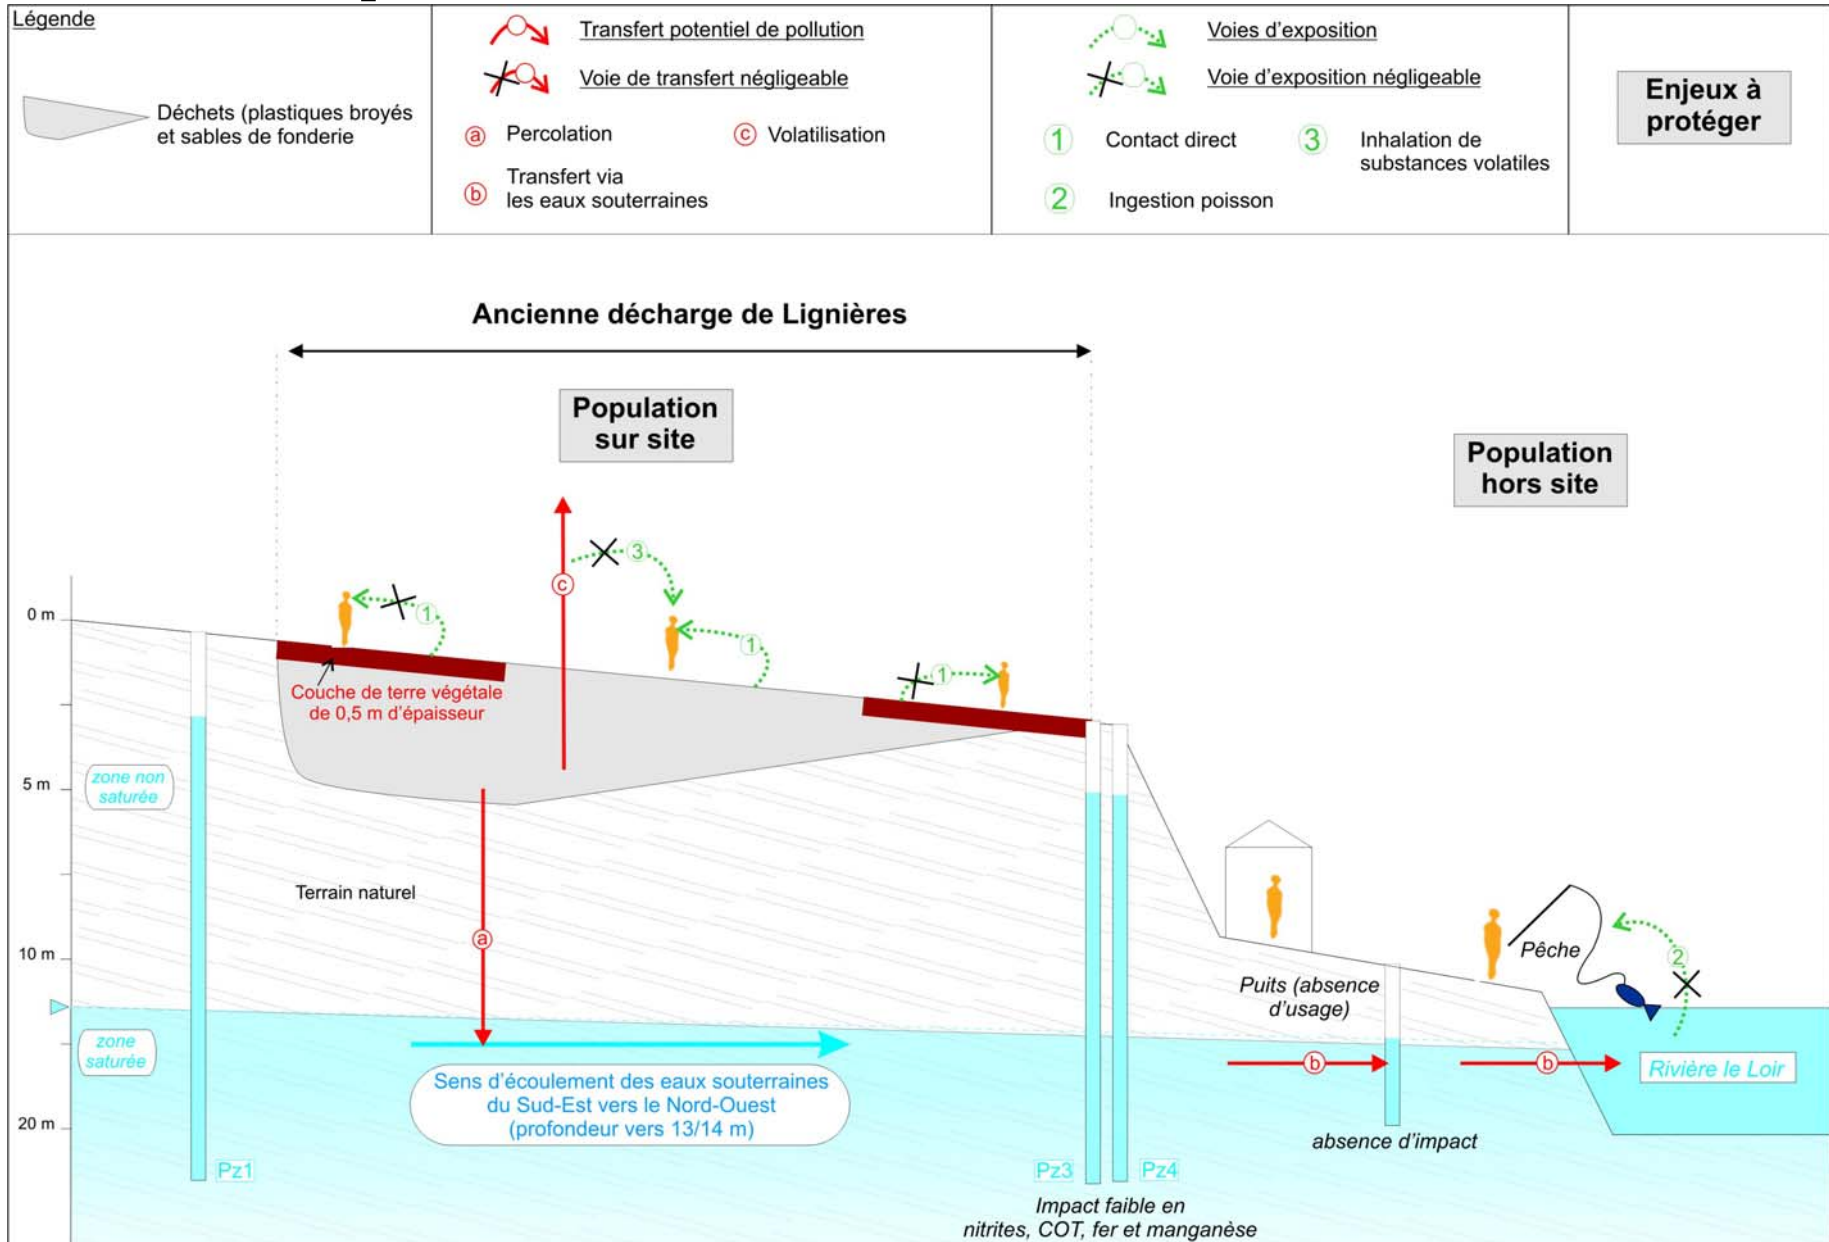 Légende
Déchets (plastiques broyés
et sables de fonderie
Transfert potentiel de pollution
Voie de transfert négligeable
a Percolation
c Volatilisation
b Transfert via
les eaux souterraines
Voies d'exposition
Voie d'exposition négligeable
1 Contact direct
3 Inhalation de
substances volatiles
2 Ingestion poisson
Enjeux à
protéger
Ancienne décharge de Lignières
Population
sur site
Population
hors site
3
c
1
1
1
0 m
Couche de terre végétale
de 0,5 m d'épaisseur
zone non
saturée
5 m
Terrain naturel
a
10 m
Pêche
2
Puits (absence
d'usage)
zone
saturée
b
b
Rivière le Loir
Sens d'écoulement des eaux souterraines
du Sud-Est vers le Nord-Ouest
(profondeur vers 13/14 m)
20 m
absence d'impact
Pz1
Pz3
Pz4
Impact faible en
nitrites, COT, fer et manganèse